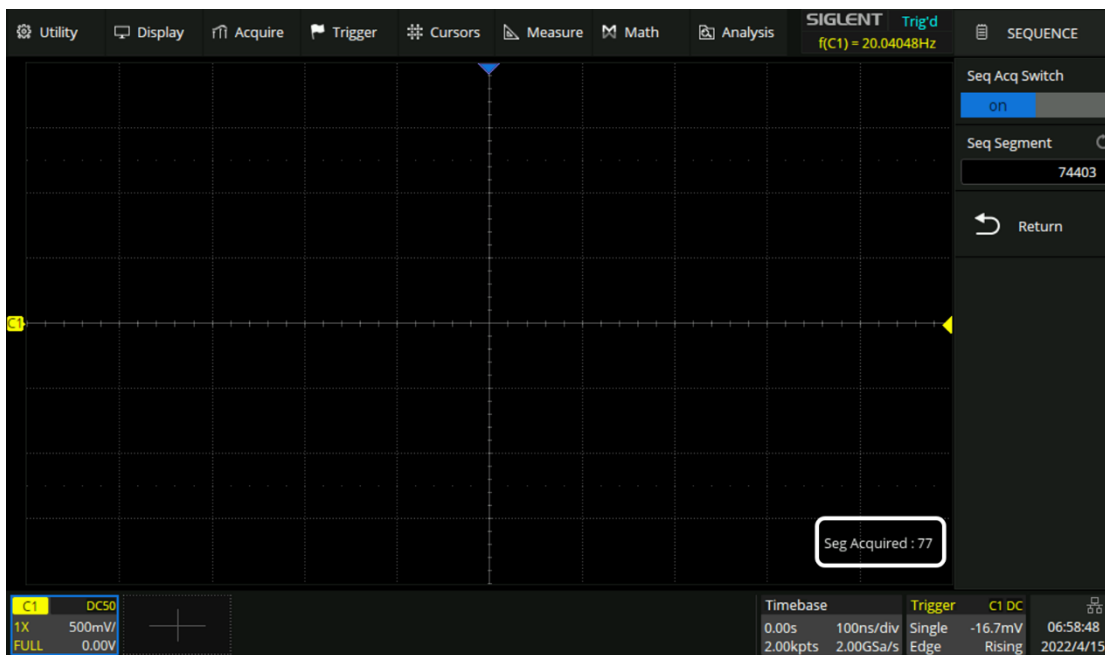 Utility Display Acquire Trigger Cursors Measure Math Analysis
SIGLENT Trig'd
f(C1) = 20.04048Hz
SEQUENCE
Seq Acq Switch
on
Seq Segment
74403
Return
C1
Seg Acquired : 77
C1 DC50
1X 500mV/
FULL 0.00V
Timebase
0.00s 100ns/div
2.00kpts 2.00GSa/s
Trigger C1 DC
Single -16.7mV
Edge Rising
06:58:48
2022/4/15